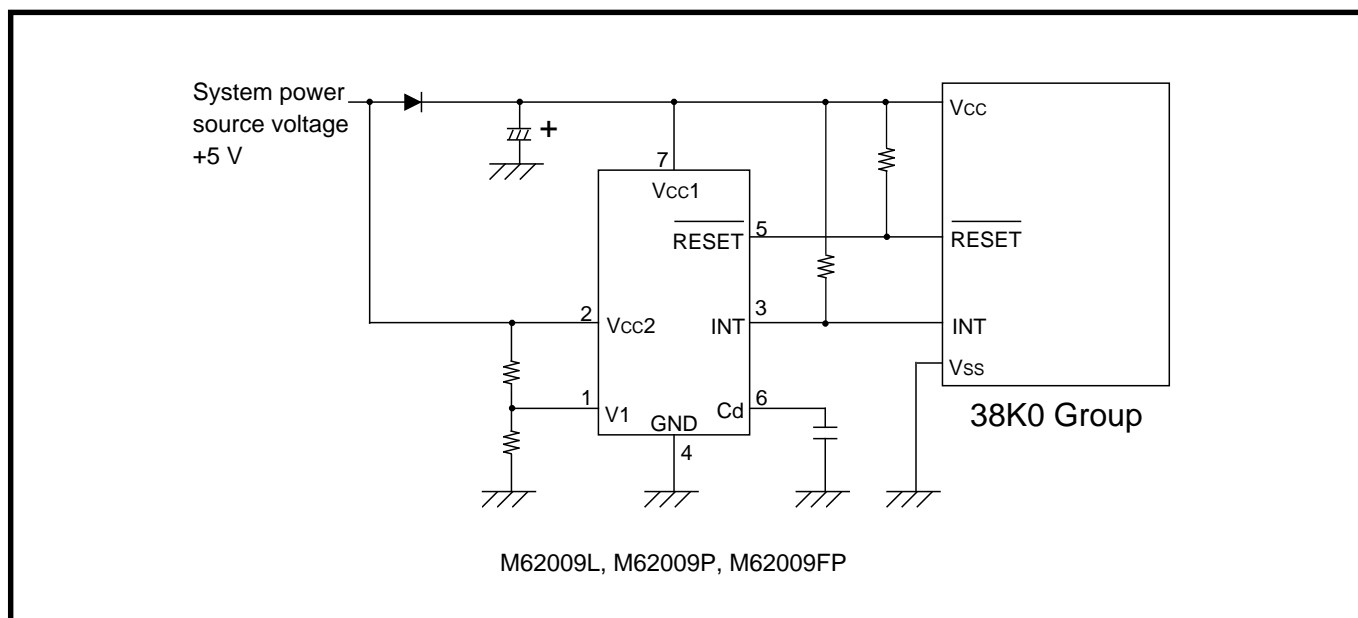 System power
source voltage
+5 V
+
7
VCC1
RESET
5
2
VCC2
INT
3
1
V1
GND
Cd
6
4
VCC
RESET
INT
VSS
38K0 Group
M62009L, M62009P, M62009FP